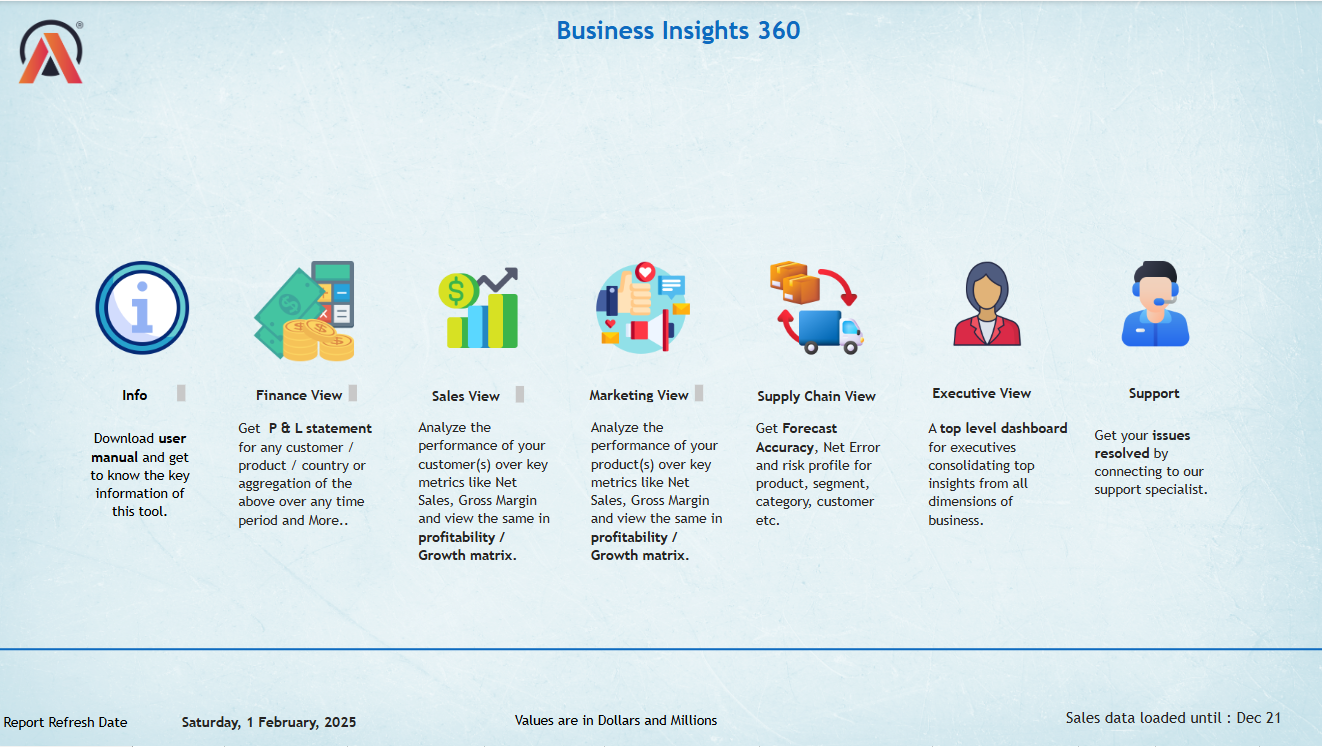 ®
Business Insights 360
Info
Download user
manual and get
to know the key
information of
this tool.
Finance View
Get P & L statement
for any customer /
product / country or
aggregation of the
above over any time
period and More..
Sales View
Analyze the
performance of your
customer(s) over key
metrics like Net
Sales, Gross Margin
and view the same in
profitability /
Growth matrix.
Marketing View
Analyze the
performance of your
product(s) over key
metrics like Net
Sales, Gross Margin
and view the same in
profitability /
Growth matrix.
Supply Chain View
Get Forecast
Accuracy, Net Error
and risk profile for
product, segment,
category, customer
etc.
Executive View
A top level dashboard
for executives
consolidating top
insights from all
dimensions of
business.
Support
Get your issues
resolved by
connecting to our
support specialist.
Report Refresh Date
Saturday, 1 February, 2025
Values are in Dollars and Millions
Sales data loaded until : Dec 21